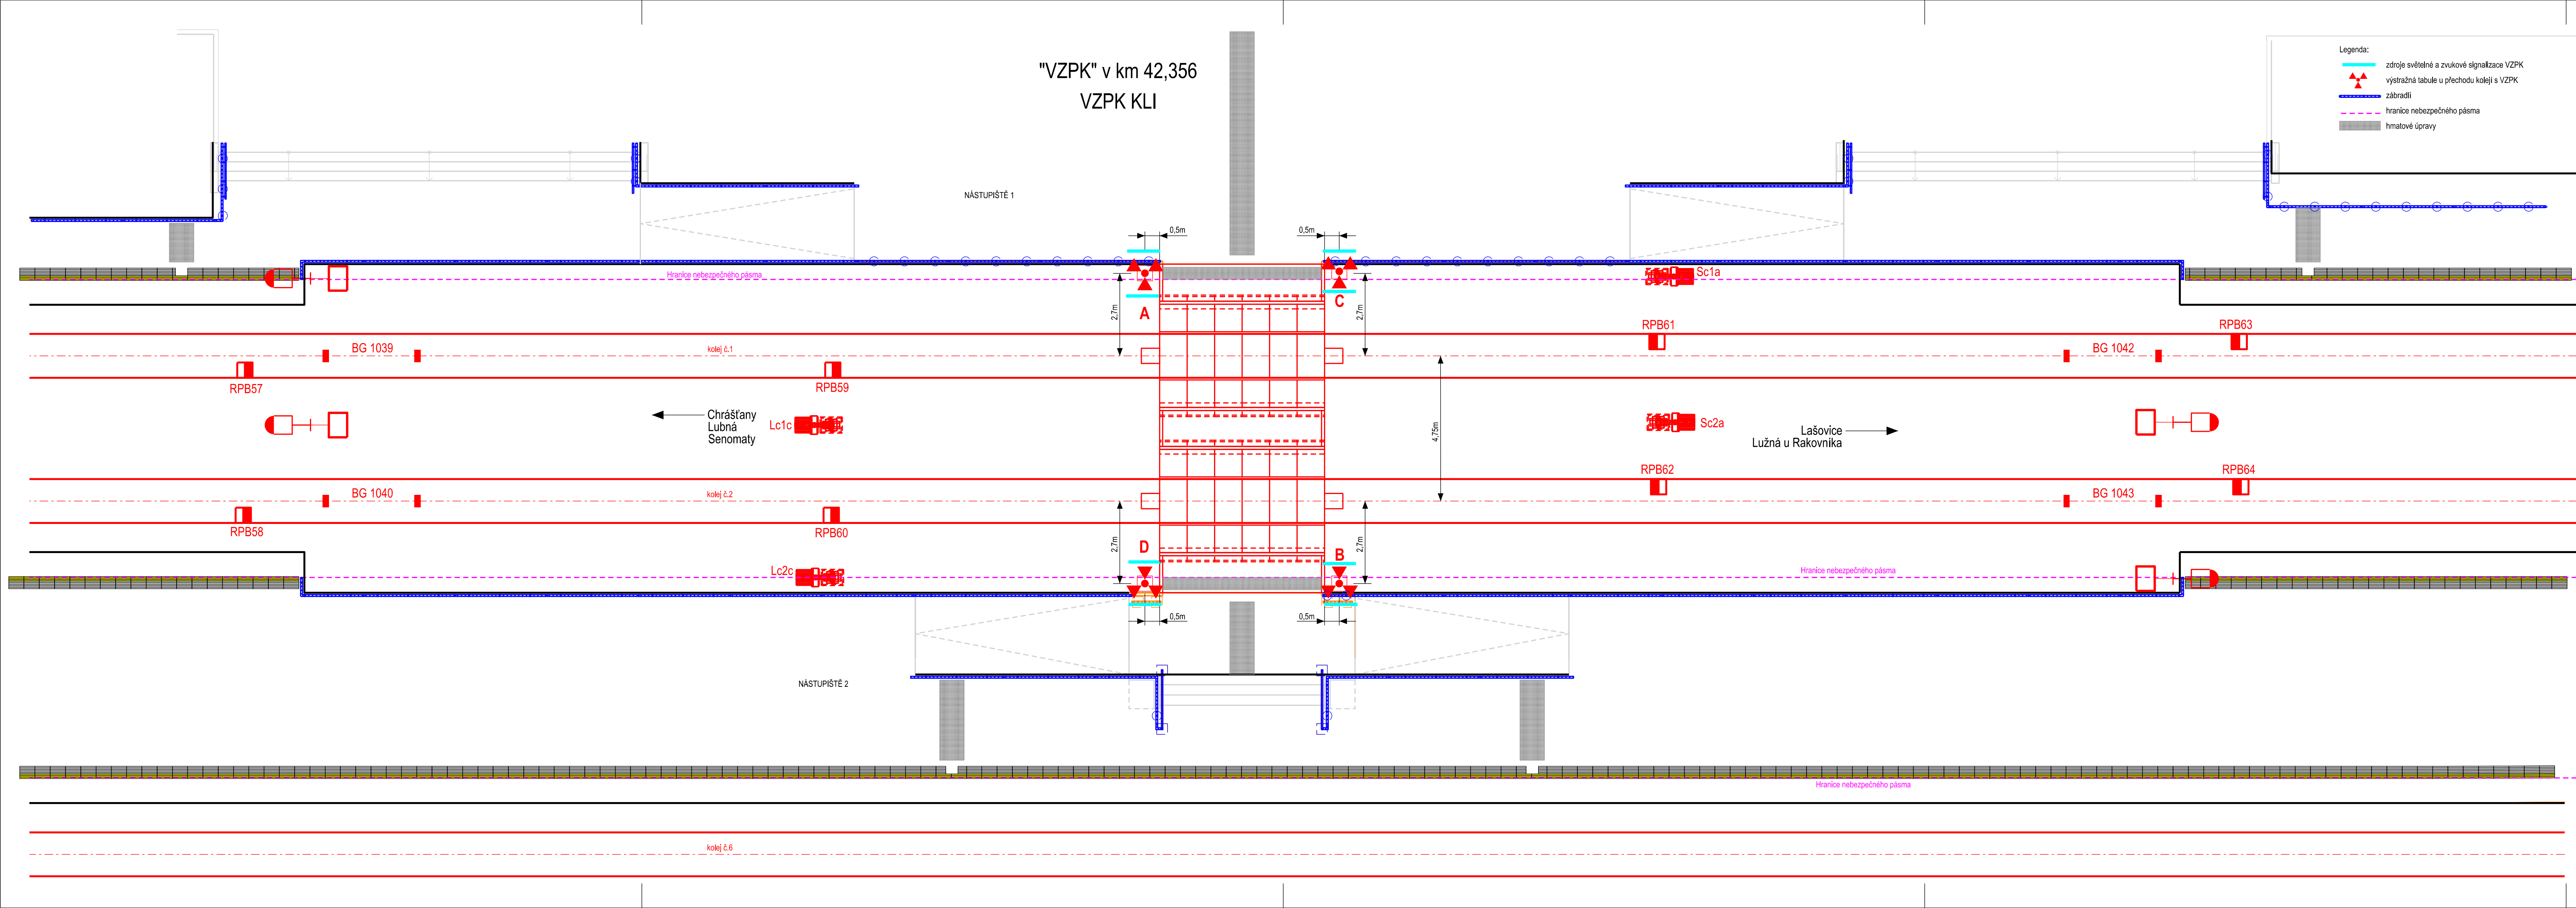 "VZPK" v km 42,356
VZPK KLI
Legenda:
zdroje světelné a zvukové signalizace VZPK
výstražná tabule u přechodu kolejí s VZPK
zábradlí
hranice nebezpečného pásma
hmatové úpravy
NÁSTUPIŠTĚ 1
0,5m
0,5m
Hranice nebezpečného pásma
Sc1a
A
C
2,7m
2,7m
RPB61
RPB63
BG 1039
kolej č.1
BG 1042
RPB57
RPB59
Chrášťany
Lubná
Senomaty
Lc1c
4,75m
Sc2a
Lašovice
Lužná u Rakovníka
RPB62
RPB64
BG 1040
kolej č.2
BG 1043
RPB58
RPB60
2,7m
2,7m
D
B
Lc2c
Hranice nebezpečného pásma
0,5m
0,5m
NÁSTUPIŠTĚ 2
Hranice nebezpečného pásma
kolej č.6